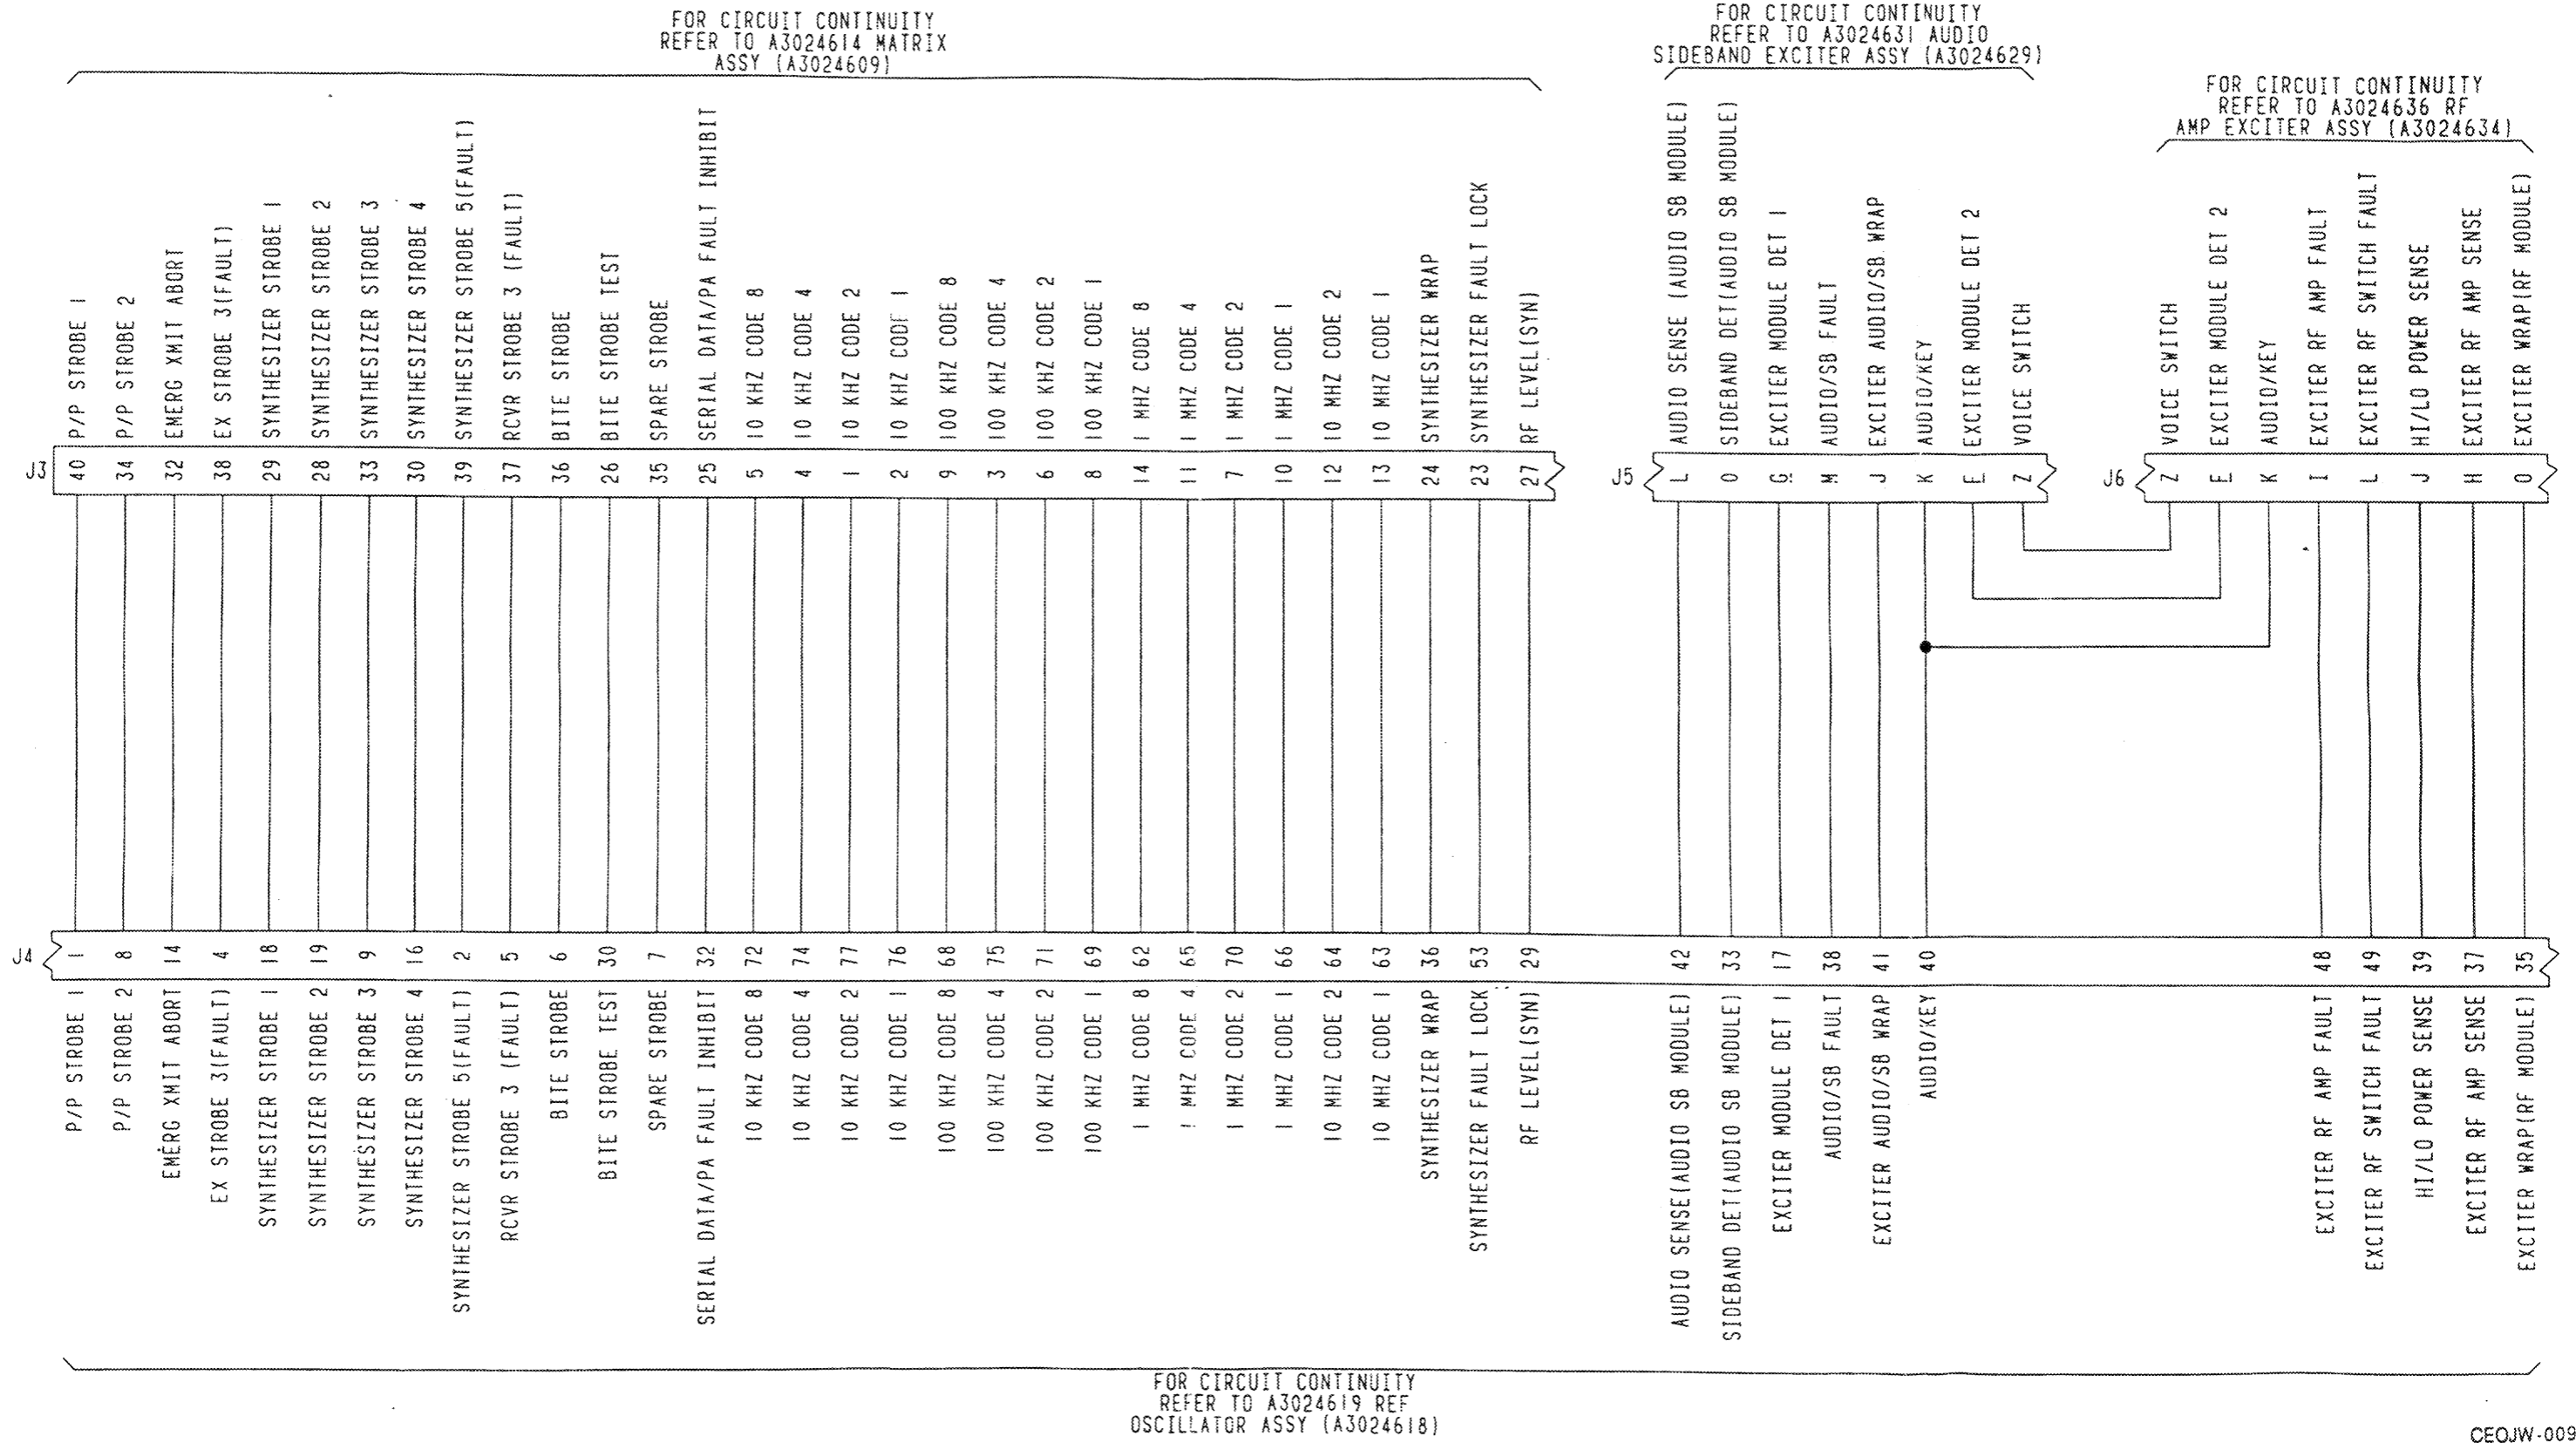 FOR CIRCUIT CONTINUITY
REFER TO A3024614 MATRIX
ASSY (A3024609)
FOR CIRCUIT CONTINUITY
REFER TO A3024631 AUDIO
SIDEBAND EXCITER ASSY (A3024629)
FOR CIRCUIT CONTINUITY
REFER TO A3024636 RF
AMP EXCITER ASSY (A3024634)
J3
40 P/P STROBE 1
34 P/P STROBE 2
32 EMERG XMIT ABORT
38 EX STROBE 3(FAULT)
29 SYNTHESIZER STROBE 1
28 SYNTHESIZER STROBE 2
33 SYNTHESIZER STROBE 3
30 SYNTHESIZER STROBE 4
39 SYNTHESIZER STROBE 5(FAULT)
37 RCVR STROBE 3 (FAULT)
36 BITE STROBE
26 BITE STROBE TEST
35 SPARE STROBE
25 SERIAL DATA/PA FAULT INHIBIT
5 10 KHZ CODE 8
4 10 KHZ CODE 4
1 10 KHZ CODE 2
2 10 KHZ CODE 1
9 100 KHZ CODE 8
3 100 KHZ CODE 4
6 100 KHZ CODE 2
8 100 KHZ CODE 1
14 1 MHZ CODE 8
11 1 MHZ CODE 4
7 1 MHZ CODE 2
10 1 MHZ CODE 1
12 10 MHZ CODE 2
13 10 MHZ CODE 1
24 SYNTHESIZER WRAP
23 SYNTHESIZER FAULT LOCK
27 RF LEVEL(SYN)
J5
L AUDIO SENSE (AUDIO SB MODULE)
O SIDEBAND DET(AUDIO SB MODULE)
G EXCITER MODULE DET 1
M AUDIO/SB FAULT
J EXCITER AUDIO/SB WRAP
K AUDIO/KEY
E EXCITER MODULE DET 2
Z VOICE SWITCH
J6
Z VOICE SWITCH
E EXCITER MODULE DET 2
K AUDIO/KEY
I EXCITER RF AMP FAULT
L EXCITER RF SWITCH FAULT
J HI/LO POWER SENSE
H EXCITER RF AMP SENSE
O EXCITER WRAP(RF MODULE)
J4
1 P/P STROBE 1
8 P/P STROBE 2
14 EMERG XMIT ABORT
4 EX STROBE 3(FAULT)
18 SYNTHESIZER STROBE 1
19 SYNTHESIZER STROBE 2
9 SYNTHESIZER STROBE 3
16 SYNTHESIZER STROBE 4
2 SYNTHESIZER STROBE 5(FAULT)
5 RCVR STROBE 3 (FAULT)
6 BITE STROBE
30 BITE STROBE TEST
7 SPARE STROBE
32 SERIAL DATA/PA FAULT INHIBIT
72 10 KHZ CODE 8
74 10 KHZ CODE 4
77 10 KHZ CODE 2
76 10 KHZ CODE 1
68 100 KHZ CODE 8
75 100 KHZ CODE 4
71 100 KHZ CODE 2
69 100 KHZ CODE 1
62 1 MHZ CODE 8
65 1 MHZ CODE 4
70 1 MHZ CODE 2
66 1 MHZ CODE 1
64 10 MHZ CODE 2
63 10 MHZ CODE 1
36 SYNTHESIZER WRAP
53 SYNTHESIZER FAULT LOCK
29 RF LEVEL(SYN)
42 AUDIO SENSE(AUDIO SB MODULE)
33 SIDEBAND DET(AUDIO SB MODULE)
17 EXCITER MODULE DET 1
38 AUDIO/SB FAULT
41 EXCITER AUDIO/SB WRAP
40 AUDIO/KEY
48 EXCITER RF AMP FAULT
49 EXCITER RF SWITCH FAULT
39 HI/LO POWER SENSE
37 EXCITER RF AMP SENSE
35 EXCITER WRAP(RF MODULE)
FOR CIRCUIT CONTINUITY
REFER TO A3024619 REF
OSCILLATOR ASSY (A3024618)
CEOJW-009